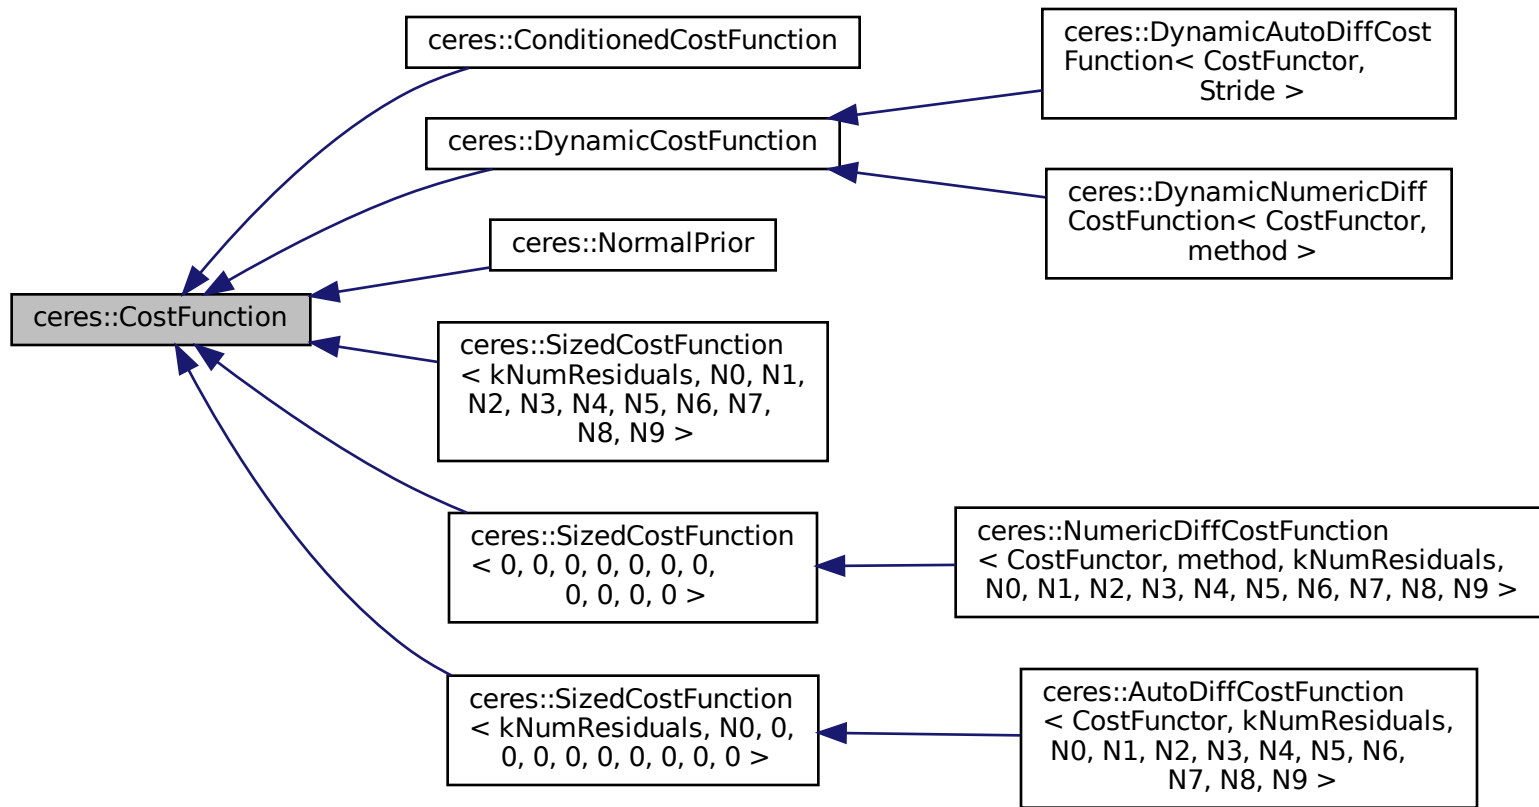 ceres::ConditionedCostFunction
ceres::DynamicAutoDiffCost
Function< CostFunctor,
Stride >
ceres::DynamicCostFunction
ceres::DynamicNumericDiff
CostFunction< CostFunctor,
method >
ceres::NormalPrior
ceres::CostFunction
ceres::SizedCostFunction
< kNumResiduals, N0, N1,
N2, N3, N4, N5, N6, N7,
N8, N9 >
ceres::SizedCostFunction
< 0, 0, 0, 0, 0, 0, 0,
0, 0, 0, 0 >
ceres::NumericDiffCostFunction
< CostFunctor, method, kNumResiduals,
N0, N1, N2, N3, N4, N5, N6, N7, N8, N9 >
ceres::SizedCostFunction
< kNumResiduals, N0, 0,
0, 0, 0, 0, 0, 0, 0, 0 >
ceres::AutoDiffCostFunction
< CostFunctor, kNumResiduals,
N0, N1, N2, N3, N4, N5, N6,
N7, N8, N9 >